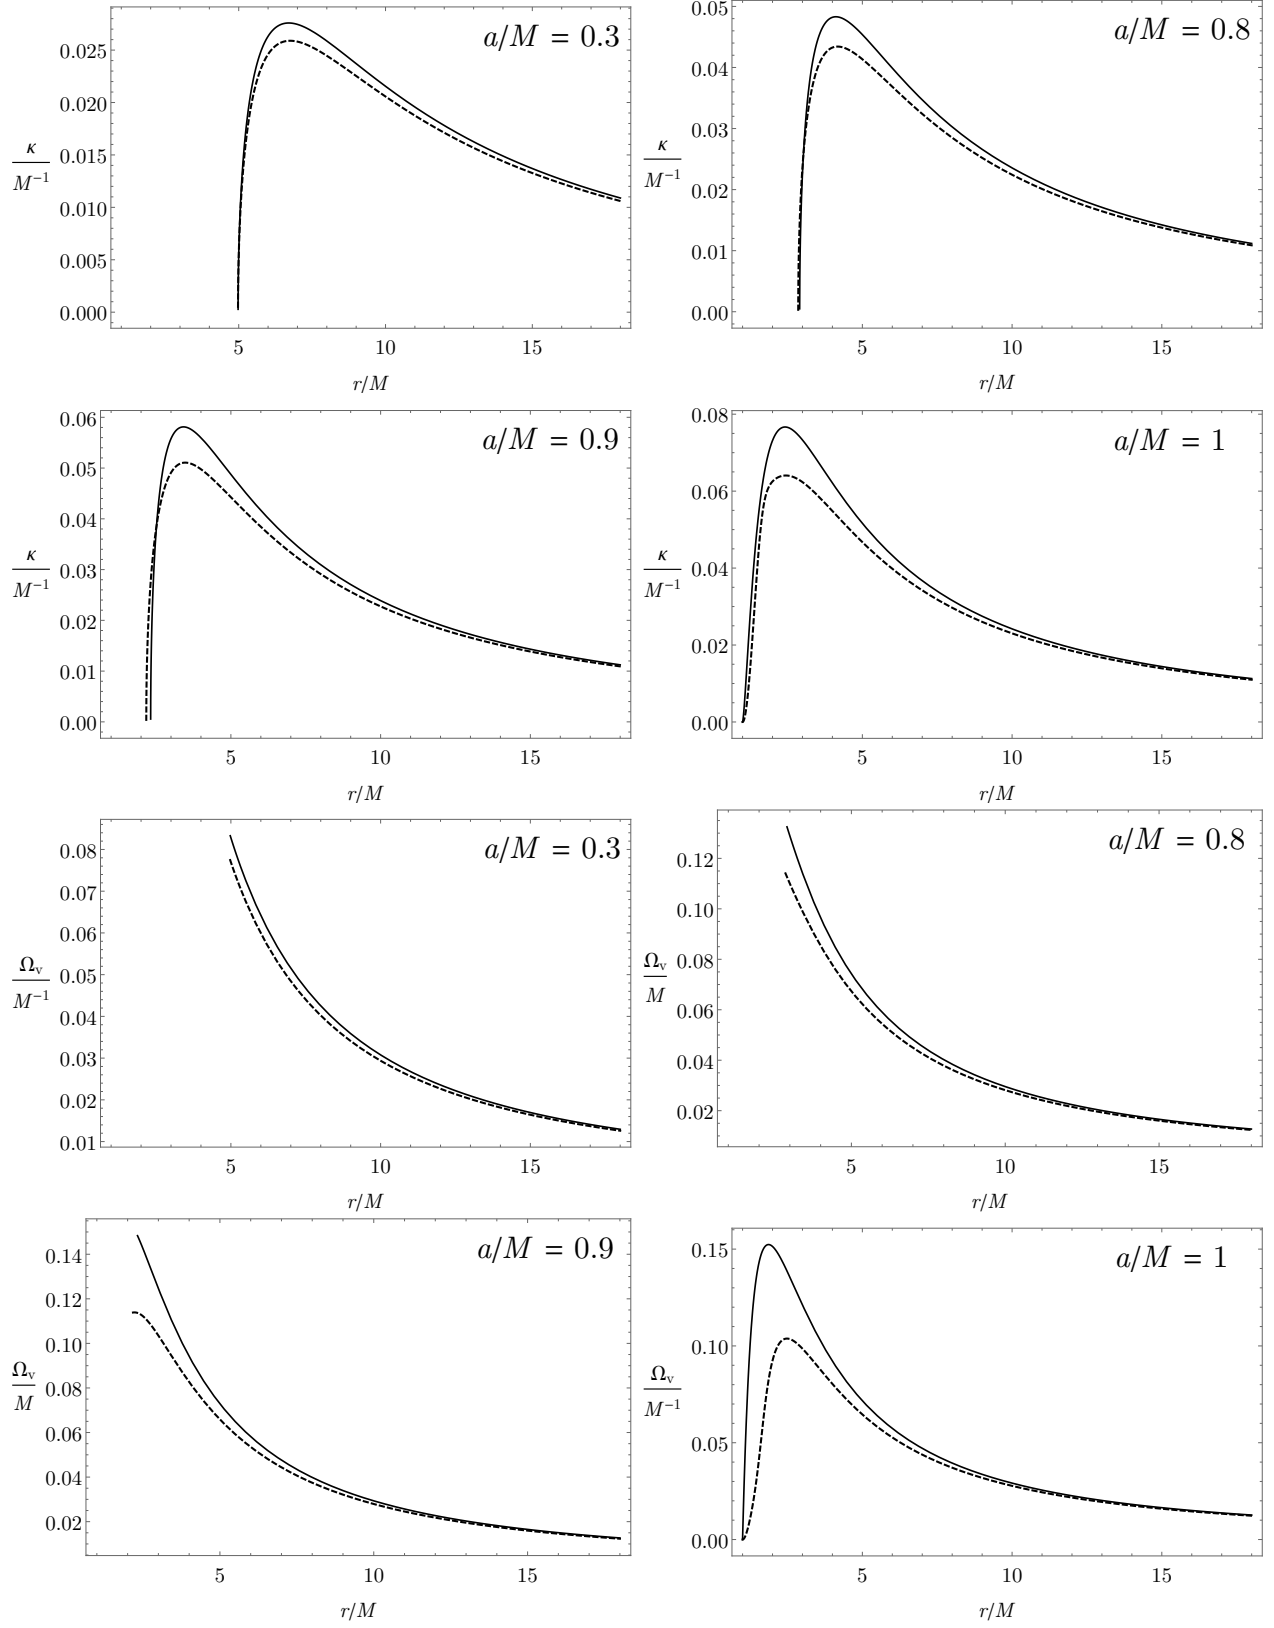 a/M = 0.3
0.025
0.020
0.015
0.010
0.005
0.000
κ
M⁻¹
5 10 15
r/M
a/M = 0.8
0.05
0.04
0.03
0.02
0.01
0.00
κ
M⁻¹
5 10 15
r/M
a/M = 0.9
0.06
0.05
0.04
0.03
0.02
0.01
0.00
κ
M⁻¹
5 10 15
r/M
a/M = 1
0.08
0.06
0.04
0.02
0.00
κ
M⁻¹
5 10 15
r/M
a/M = 0.3
0.08
0.07
0.06
0.05
0.04
0.03
0.02
0.01
Ωᵥ
M⁻¹
5 10 15
r/M
a/M = 0.8
0.12
0.10
0.08
0.06
0.04
0.02
Ωᵥ
M
5 10 15
r/M
a/M = 0.9
0.14
0.12
0.10
0.08
0.06
0.04
0.02
Ωᵥ
M
5 10 15
r/M
a/M = 1
0.15
0.10
0.05
0.00
Ωᵥ
M⁻¹
5 10 15
r/M